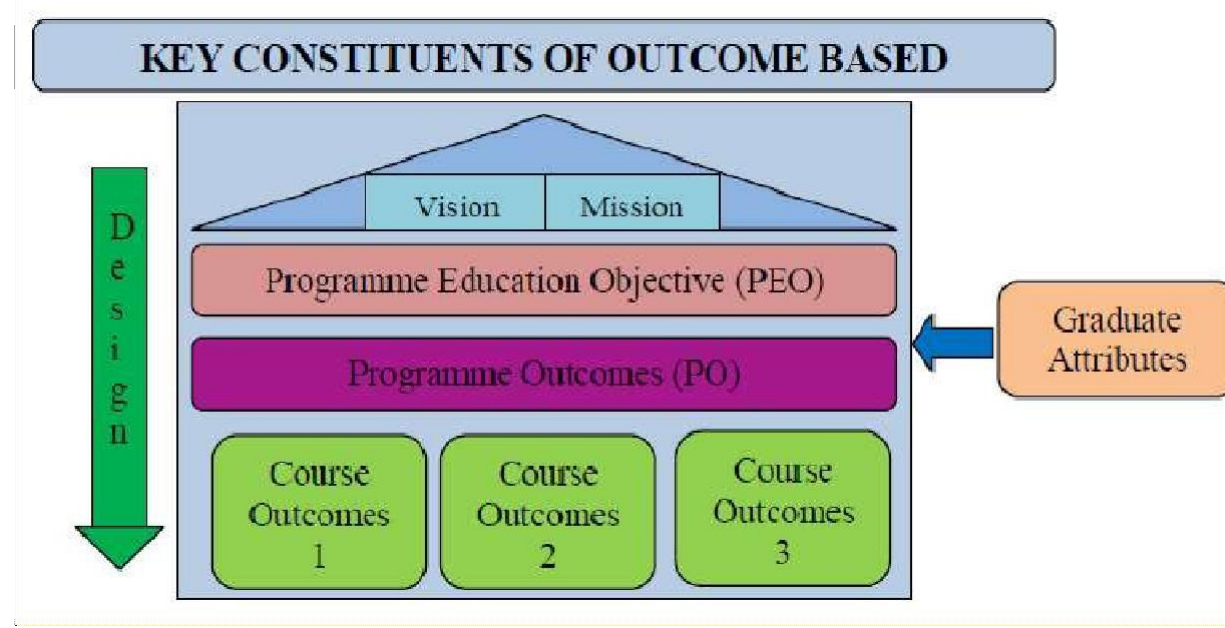 KEY CONSTITUENTS OF OUTCOME BASED
Design
Vision
Mission
Programme Education Objective (PEO)
Programme Outcomes (PO)
Graduate
Attributes
Course
Outcomes
1
Course
Outcomes
2
Course
Outcomes
3